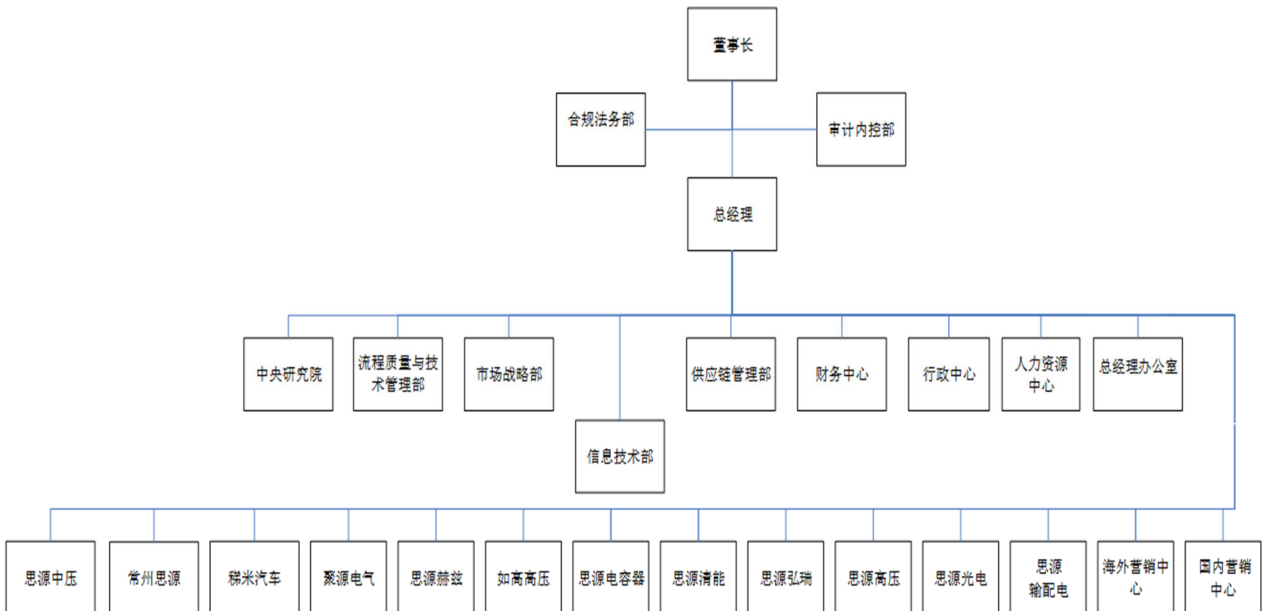 董事长
合规法务部
审计内控部
总经理
中央研究院
流程质量与技
术管理部
市场战略部
供应链管理部
财务中心
行政中心
人力资源
中心
总经理办公室
信息技术部
思源中压
常州思源
稊米汽车
聚源电气
思源赫兹
如高高压
思源电容器
思源清能
思源弘瑞
思源高压
思源光电
思源
输配电
海外营销中
心
国内营销
中心